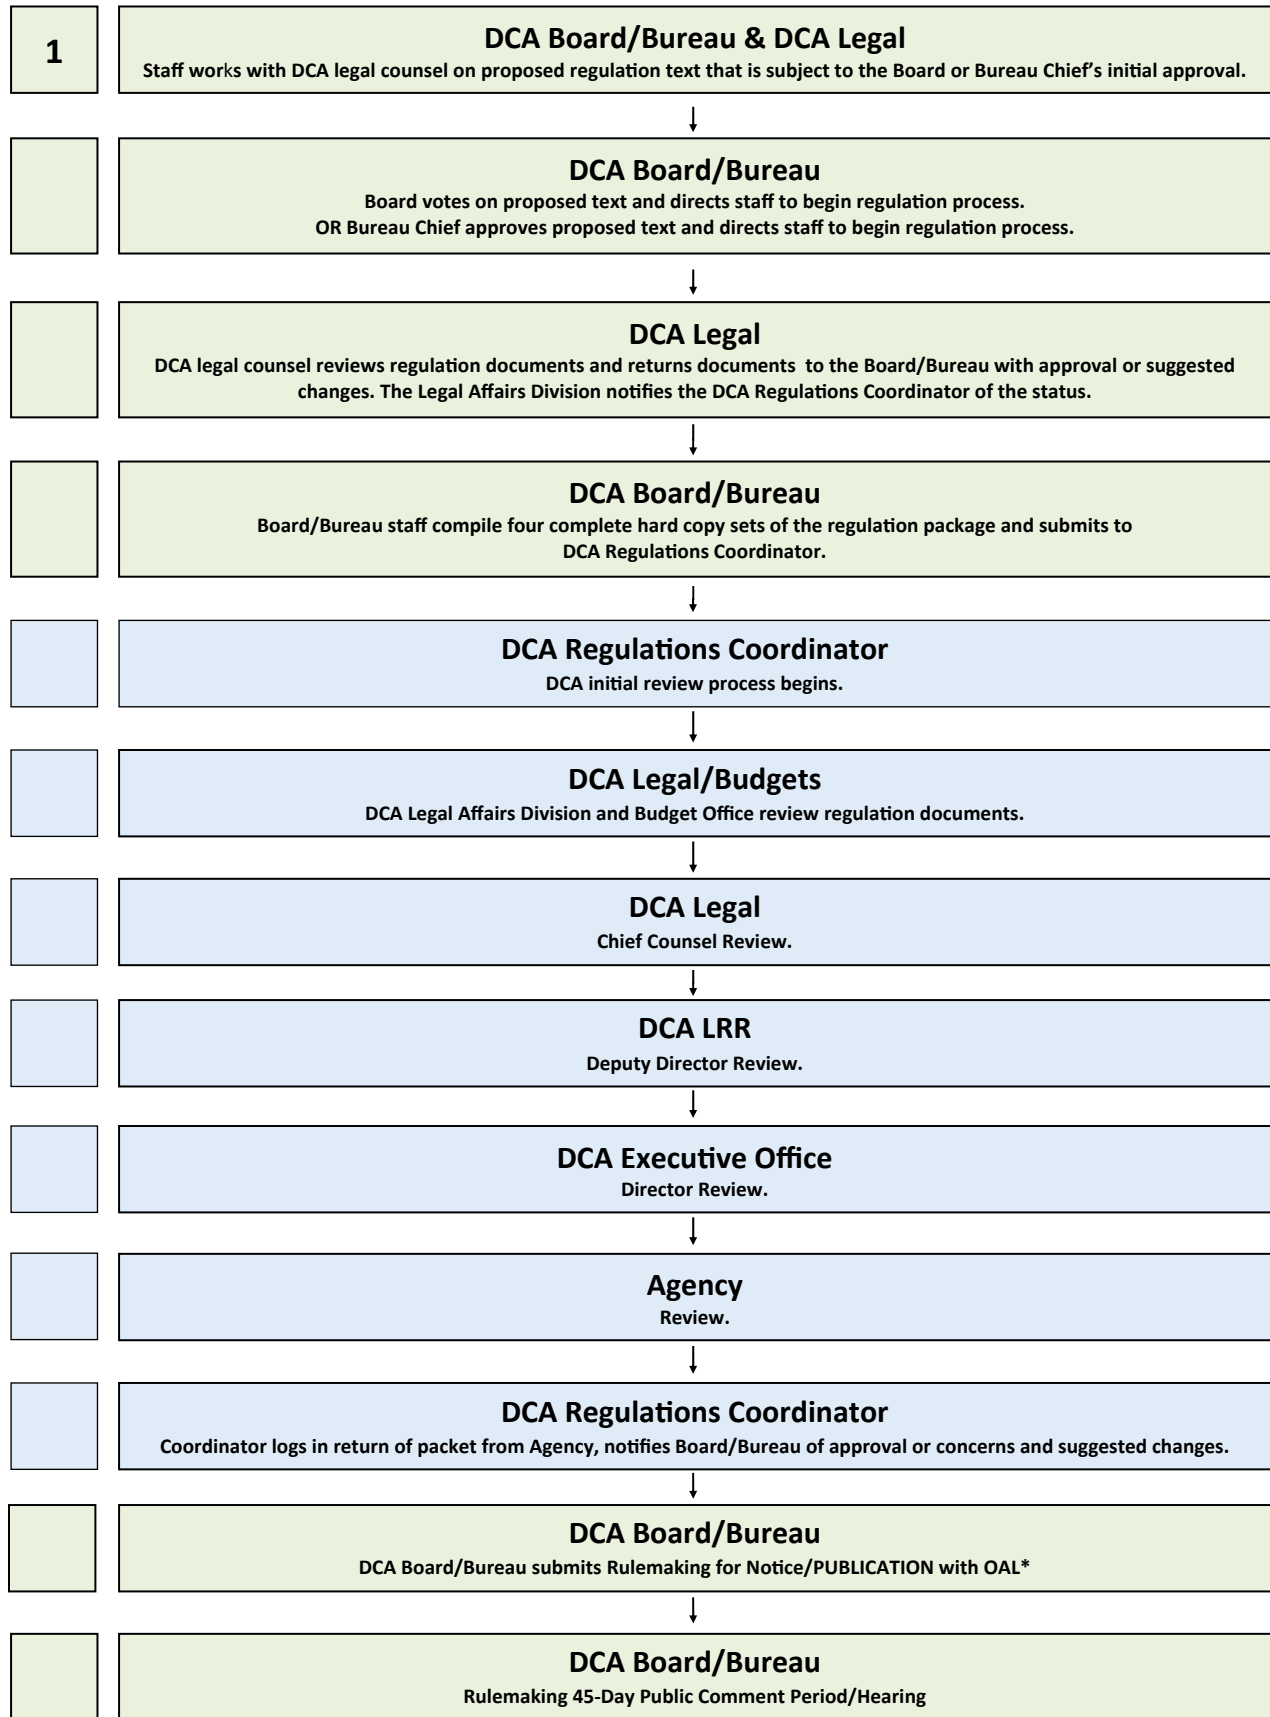 1
DCA Board/Bureau & DCA Legal
Staff works with DCA legal counsel on proposed regulation text that is subject to the Board or Bureau Chief's initial approval.
DCA Board/Bureau
Board votes on proposed text and directs staff to begin regulation process.
OR Bureau Chief approves proposed text and directs staff to begin regulation process.
DCA Legal
DCA legal counsel reviews regulation documents and returns documents to the Board/Bureau with approval or suggested
changes. The Legal Affairs Division notifies the DCA Regulations Coordinator of the status.
DCA Board/Bureau
Board/Bureau staff compile four complete hard copy sets of the regulation package and submits to
DCA Regulations Coordinator.
DCA Regulations Coordinator
DCA initial review process begins.
DCA Legal/Budgets
DCA Legal Affairs Division and Budget Office review regulation documents.
DCA Legal
Chief Counsel Review.
DCA LRR
Deputy Director Review.
DCA Executive Office
Director Review.
Agency
Review.
DCA Regulations Coordinator
Coordinator logs in return of packet from Agency, notifies Board/Bureau of approval or concerns and suggested changes.
DCA Board/Bureau
DCA Board/Bureau submits Rulemaking for Notice/PUBLICATION with OAL*
DCA Board/Bureau
Rulemaking 45-Day Public Comment Period/Hearing